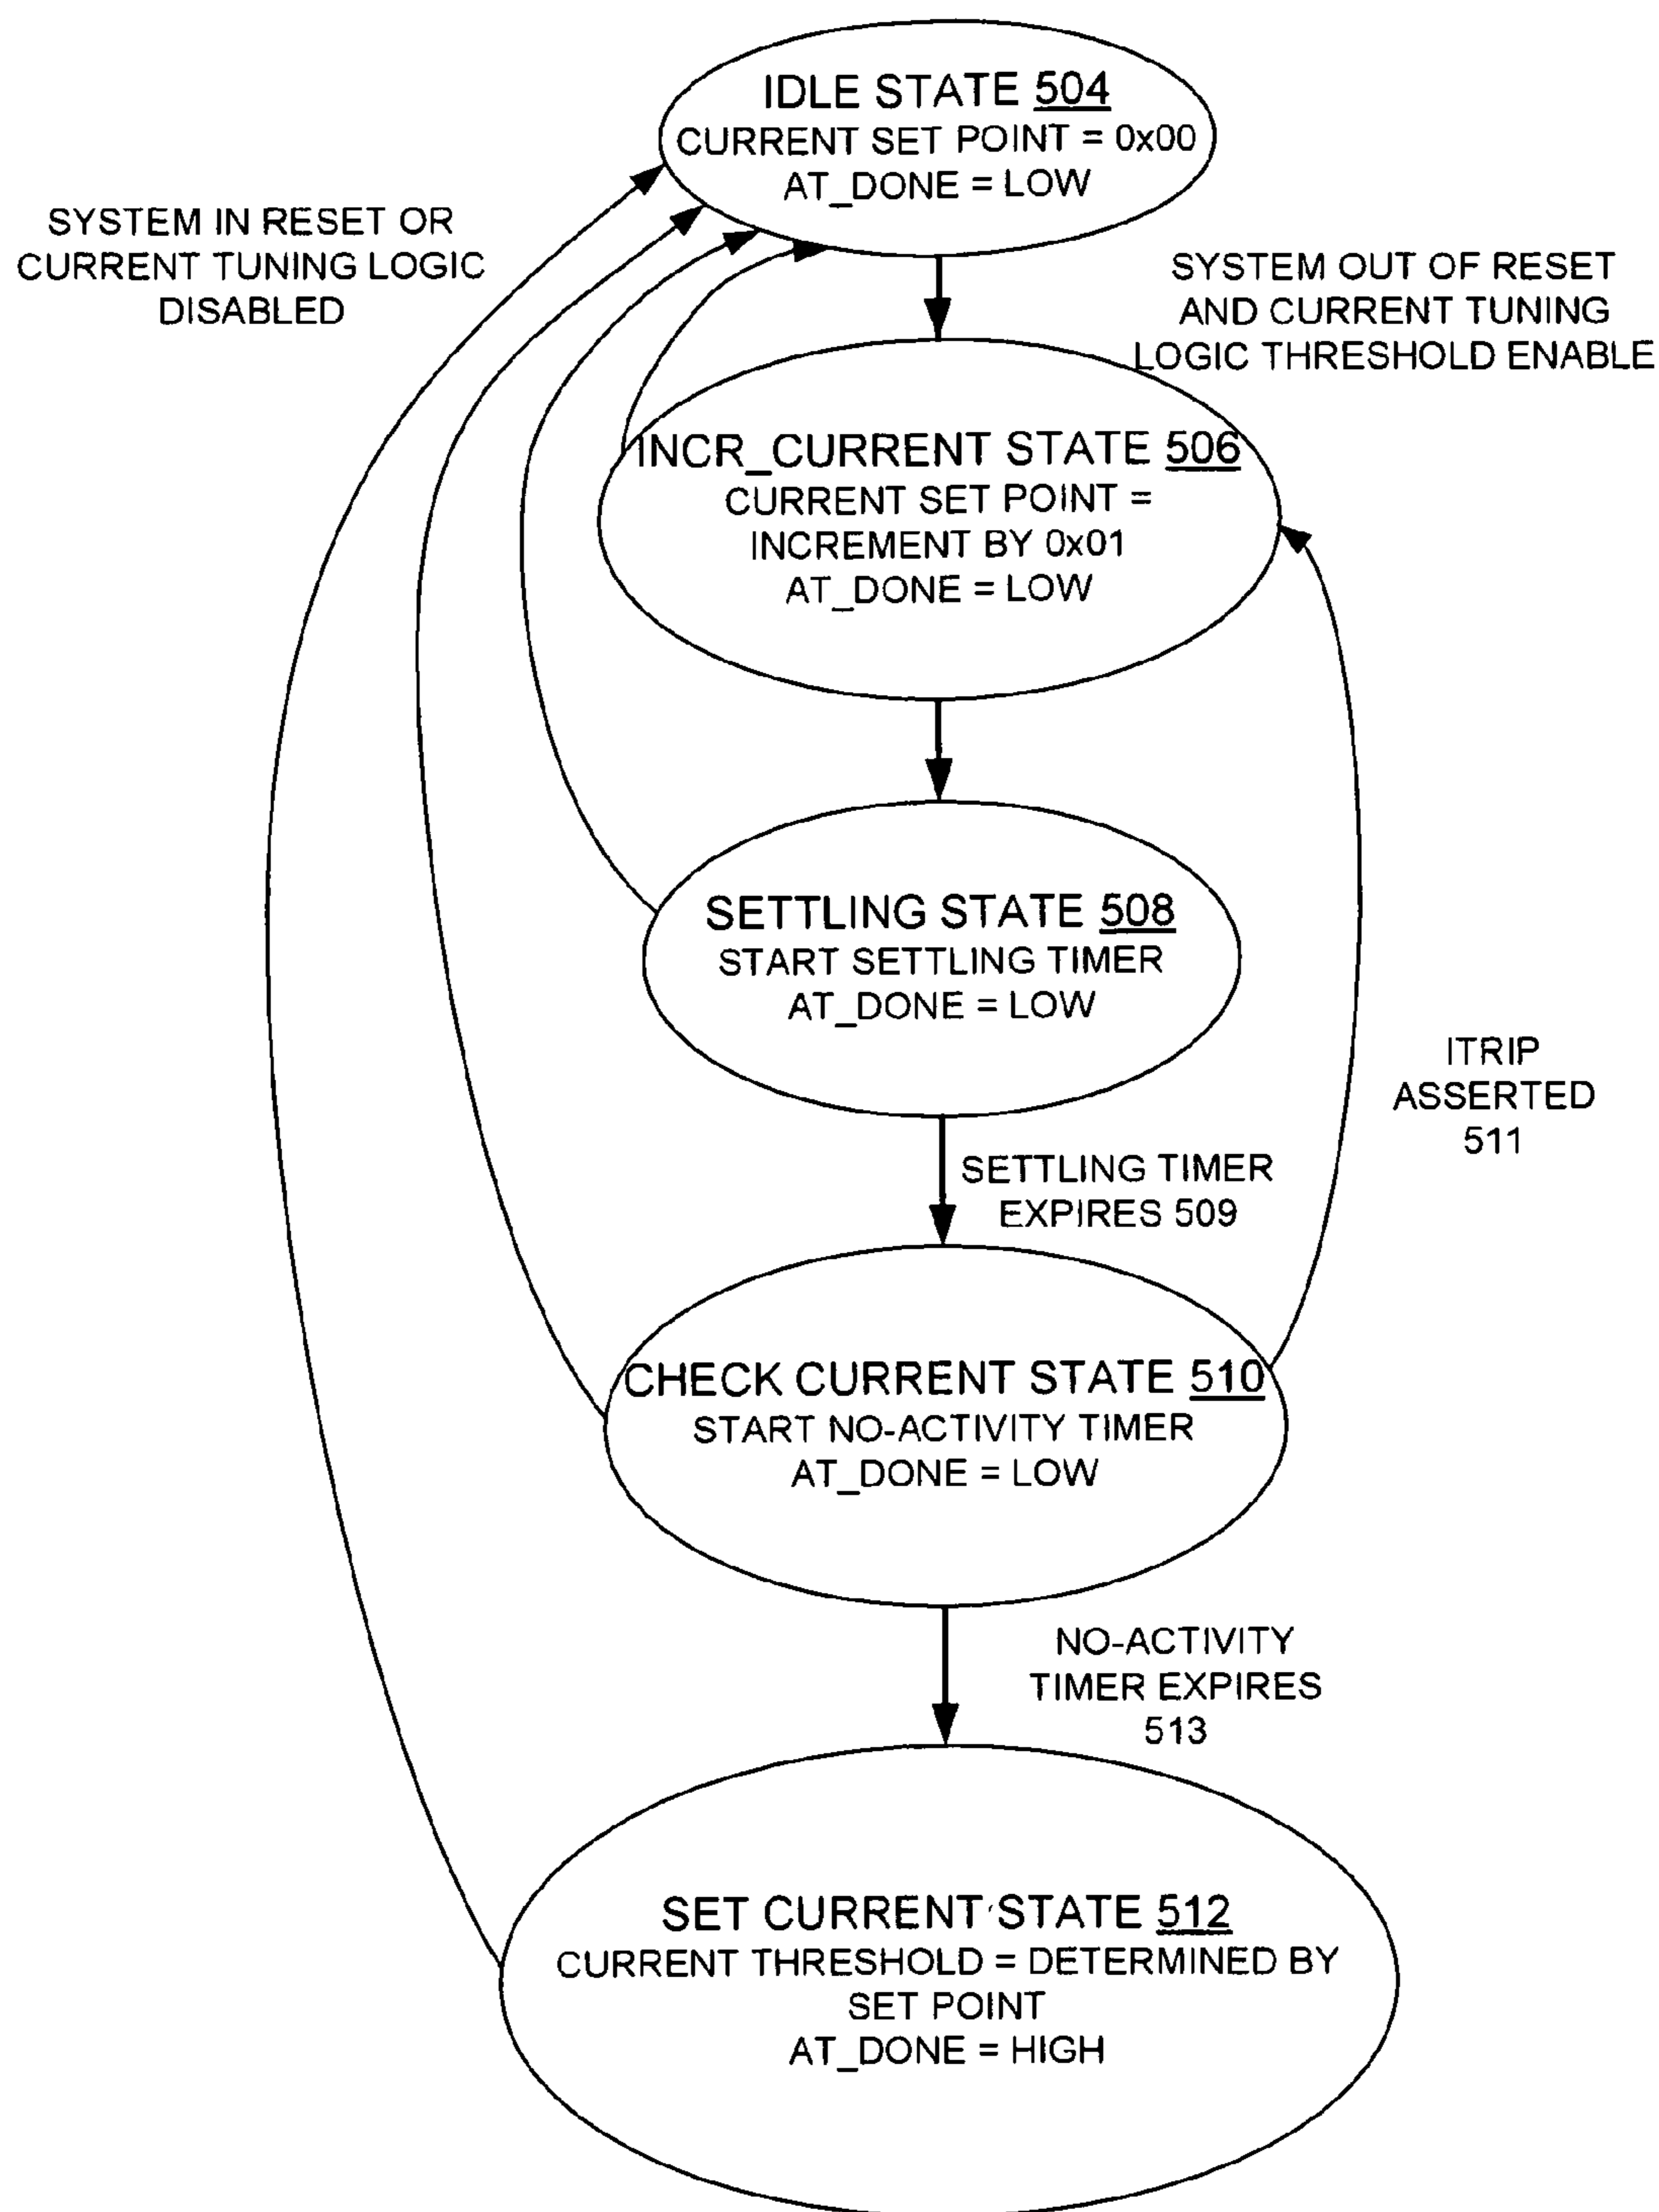 IDLE STATE 504
CURRENT SET POINT = 0x00
AT_DONE = LOW
SYSTEM IN RESET OR
CURRENT TUNING LOGIC
DISABLED
SYSTEM OUT OF RESET
AND CURRENT TUNING
LOGIC THRESHOLD ENABLE
INCR_CURRENT STATE 506
CURRENT SET POINT =
INCREMENT BY 0x01
AT_DONE = LOW
SETTLING STATE 508
START SETTLING TIMER
AT_DONE = LOW
ITRIP
ASSERTED
511
SETTLING TIMER
EXPIRES 509
CHECK CURRENT STATE 510
START NO-ACTIVITY TIMER
AT_DONE = LOW
NO-ACTIVITY
TIMER EXPIRES
513
SET CURRENT STATE 512
CURRENT THRESHOLD = DETERMINED BY
SET POINT
AT_DONE = HIGH